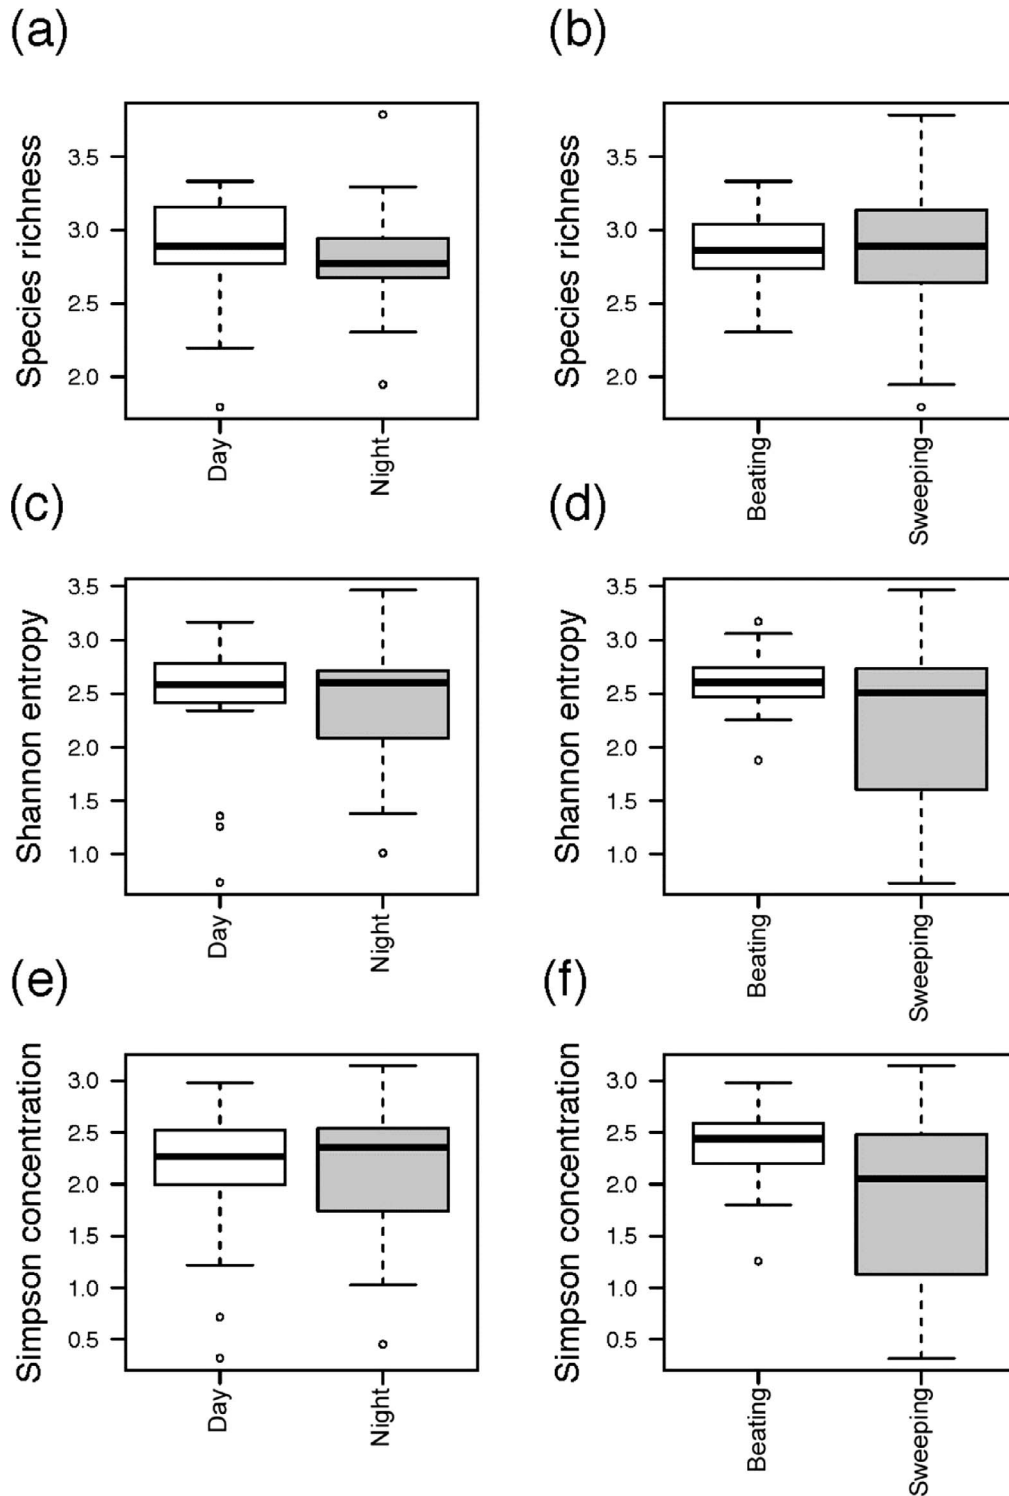 (a)
Species richness
3.5
3.0
2.5
2.0
Day
Night
(b)
Species richness
3.5
3.0
2.5
2.0
Beating
Sweeping
(c)
Shannon entropy
3.5
3.0
2.5
2.0
1.5
1.0
Day
Night
(d)
Shannon entropy
3.5
3.0
2.5
2.0
1.5
1.0
Beating
Sweeping
(e)
Simpson concentration
3.0
2.5
2.0
1.5
1.0
0.5
Day
Night
(f)
Simpson concentration
3.0
2.5
2.0
1.5
1.0
0.5
Beating
Sweeping